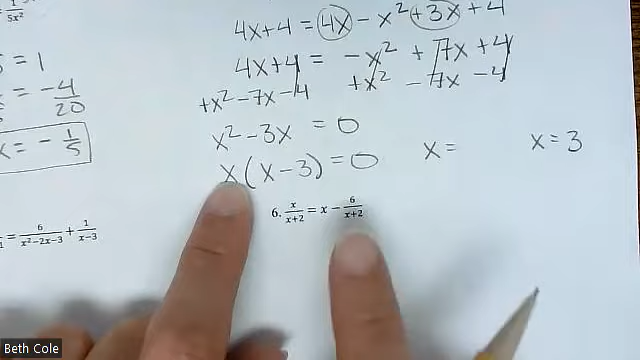 1/5x²
4x+4 = 4x - x² + 3x + 4
= 1
4x+4 = -x² + 7x + 4
= -4/20
+x² -7x -4 +x² -7x -4
x² - 3x = 0
x = -1/5
x(x-3) = 0 x= x=3
6. x/x+2 = x - 6/x+2
= 6/x²-2x-3 + 1/x-3
Beth Cole